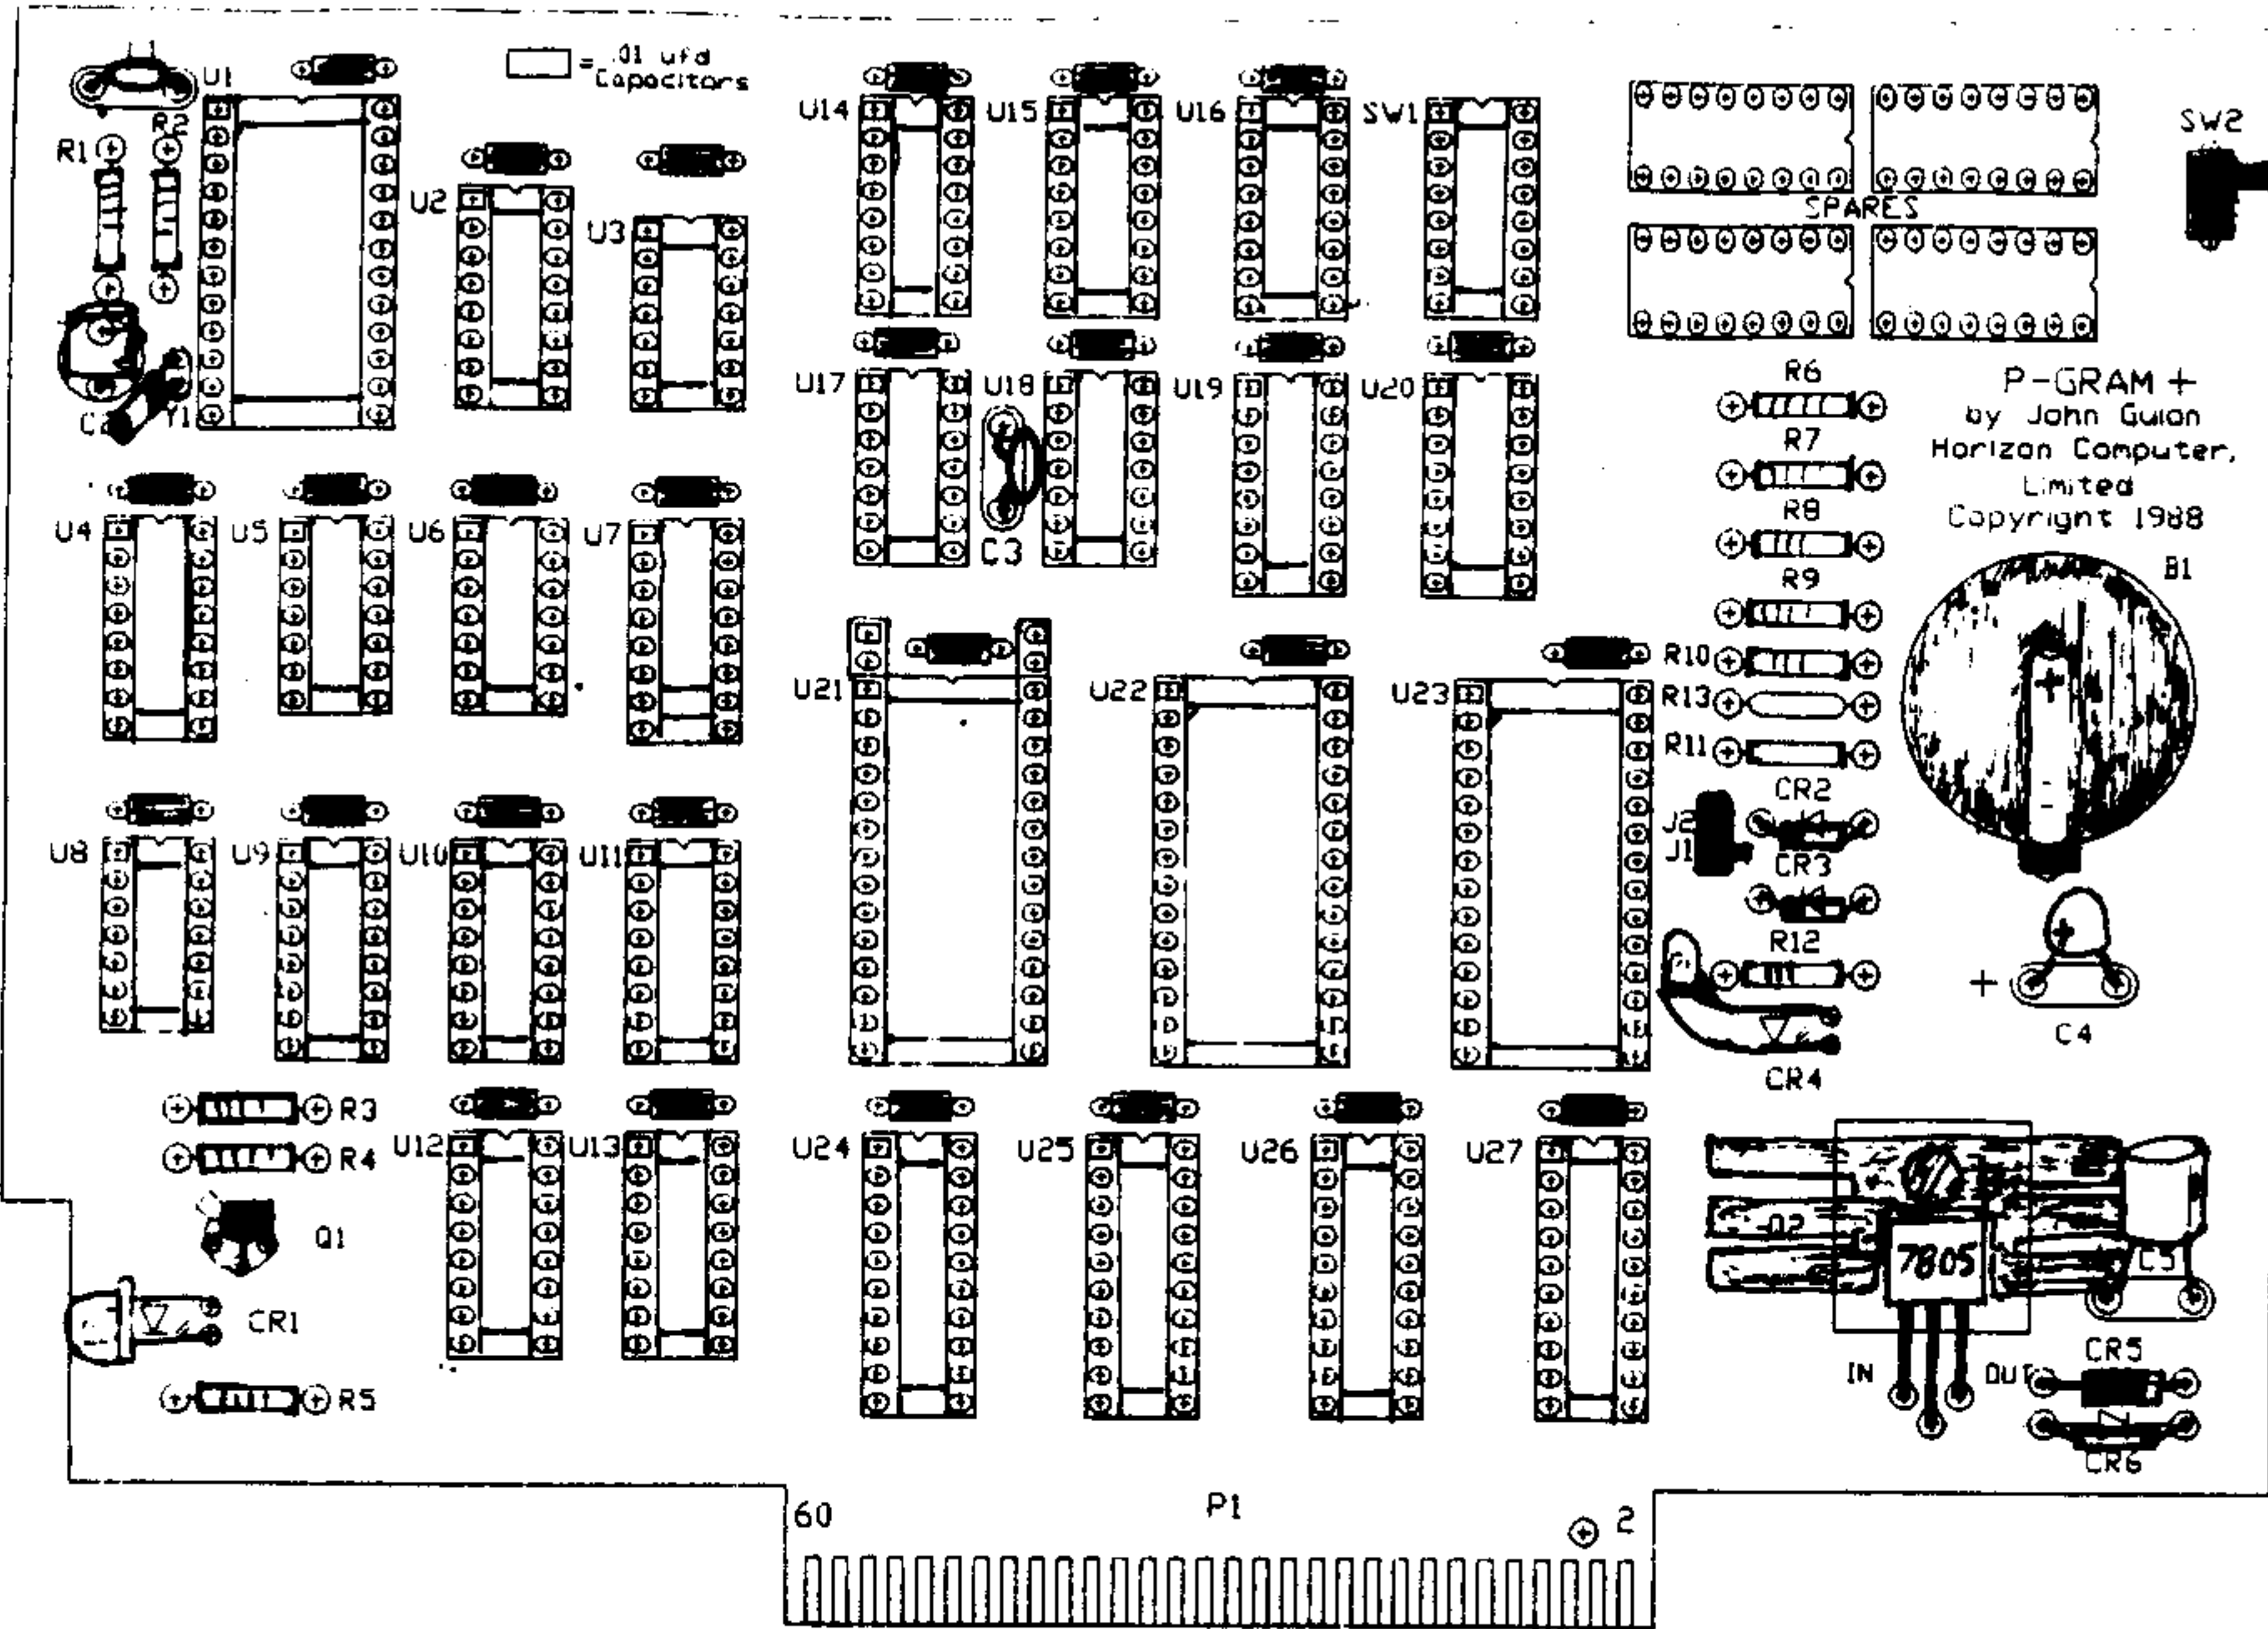 U1
= .01 ufd
Capacitors
U14
U15
U16
SW1
SW2
R1
R2
U2
U3
SPARES
C2
Y1
U17
U18
U19
U20
C3
R6
P-GRAM +
by John Guion
Horizon Computer,
Limited
Copyright 1988
R7
R8
R9
B1
U4
U5
U6
U7
U21
U22
U23
R10
R13
R11
+
CR2
J2
J1
CR3
U8
U9
U10
U11
R12
+
+
C4
CR4
R3
R4
U12
U13
U24
U25
U26
U27
Q1
Q2
7805
C5
CR1
R5
IN
OUT
CR5
CR6
60
P1
2